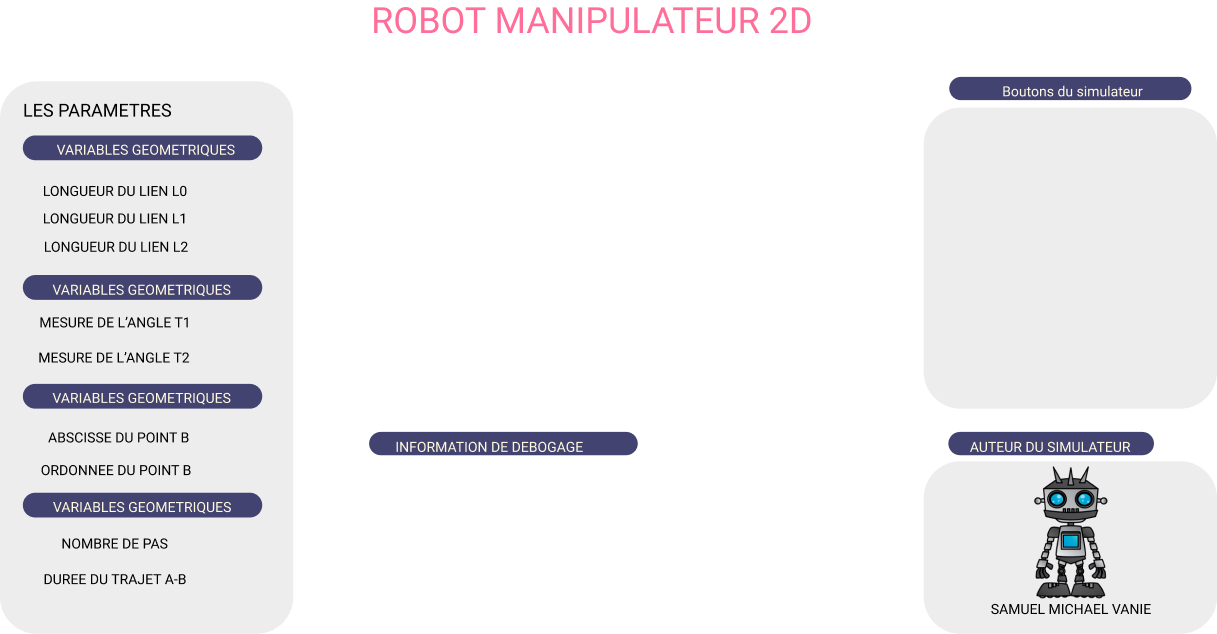 ROBOT MANIPULATEUR 2D
LES PARAMETRES
VARIABLES GEOMETRIQUES
LONGUEUR DU LIEN L0
LONGUEUR DU LIEN L1
LONGUEUR DU LIEN L2
VARIABLES GEOMETRIQUES
MESURE DE L'ANGLE T1
MESURE DE L'ANGLE T2
VARIABLES GEOMETRIQUES
ABSCISSE DU POINT B
ORDONNEE DU POINT B
VARIABLES GEOMETRIQUES
NOMBRE DE PAS
DUREE DU TRAJET A-B
INFORMATION DE DEBOGAGE
Boutons du simulateur
AUTEUR DU SIMULATEUR
SAMUEL MICHAEL VANIE